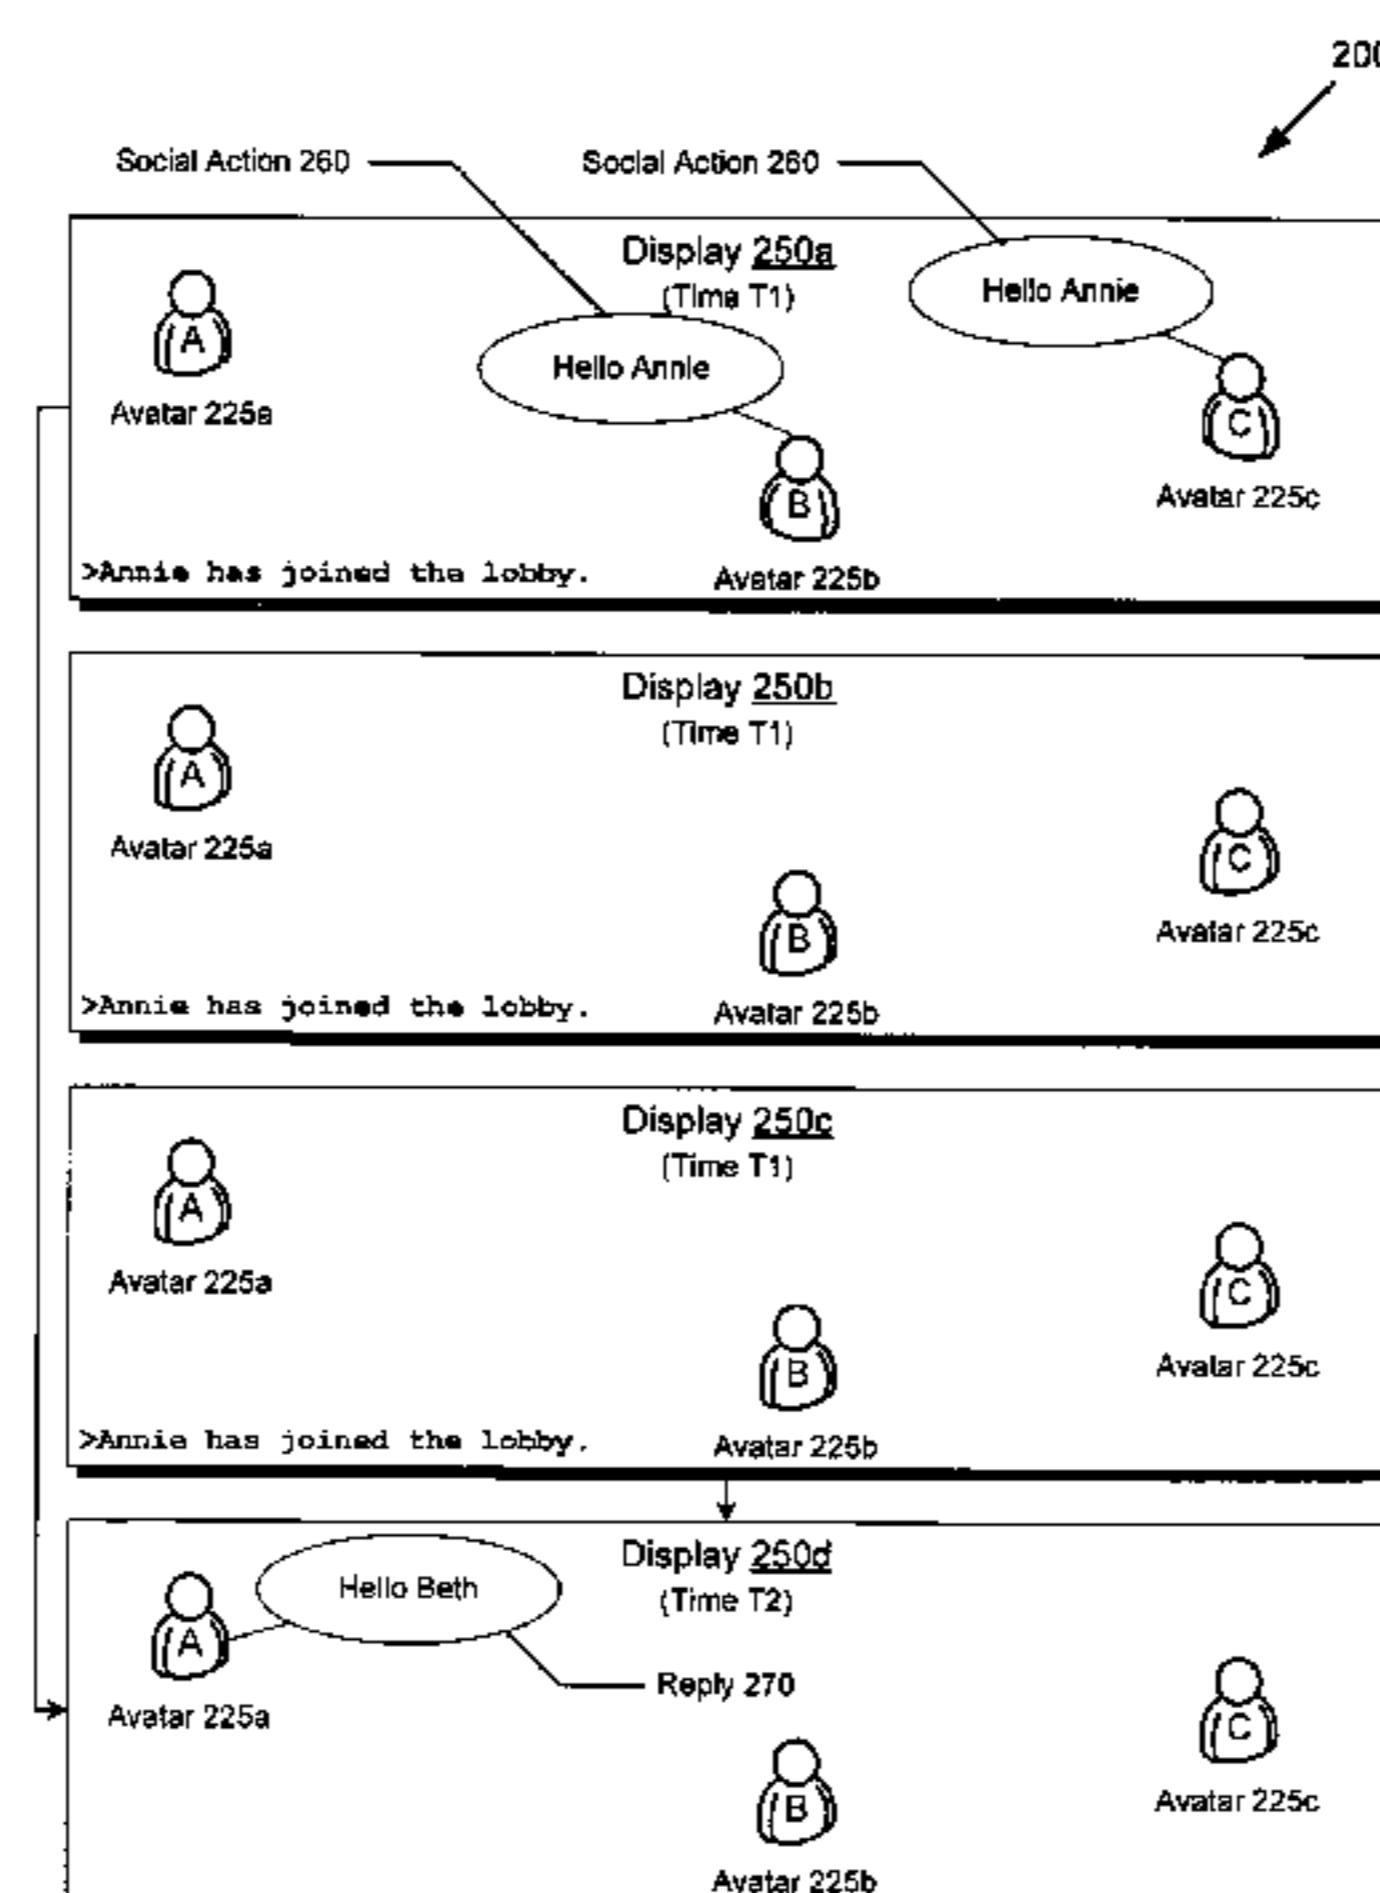 200
Social Action 260
Social Action 260
Display 250a
(Time T1)
Hello Annie
Hello Annie
A
Avatar 225a
C
Avatar 225c
B
Avatar 225b
>Annie has joined the lobby.
Display 250b
(Time T1)
A
Avatar 225a
C
Avatar 225c
B
Avatar 225b
>Annie has joined the lobby.
Display 250c
(Time T1)
A
Avatar 225a
C
Avatar 225c
B
Avatar 225b
>Annie has joined the lobby.
Display 250d
(Time T2)
Hello Beth
A
Avatar 225a
Reply 270
C
Avatar 225c
B
Avatar 225b